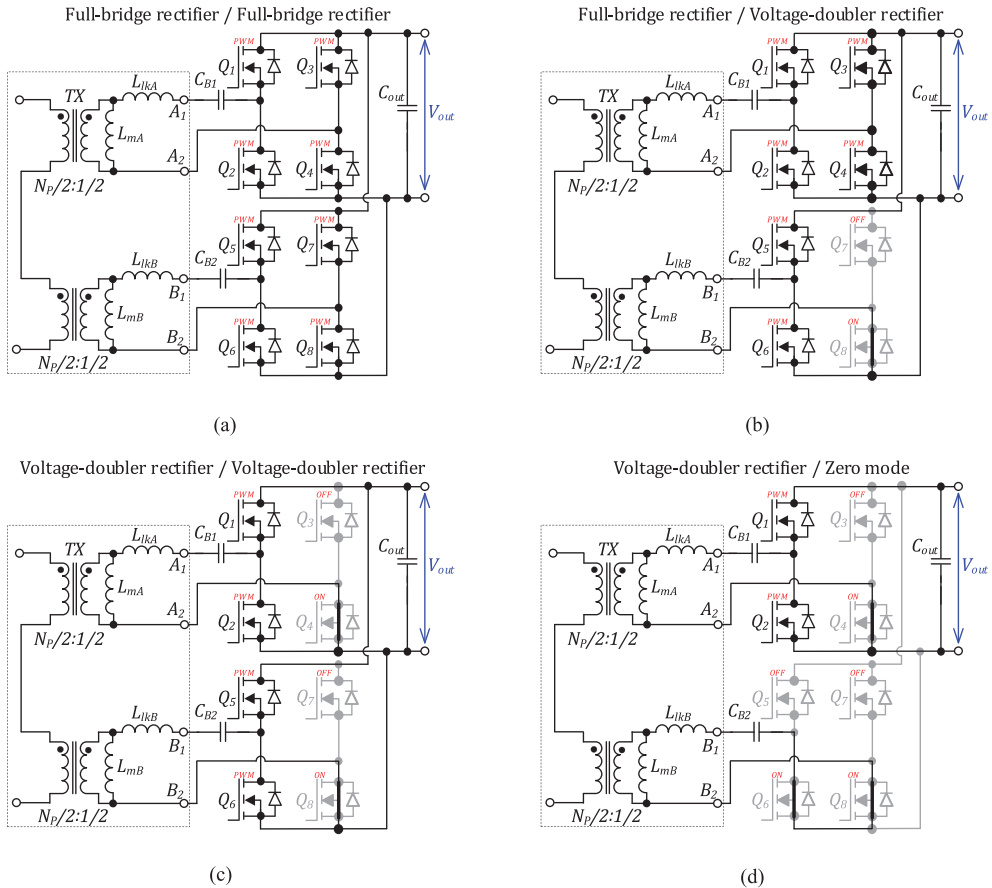 Full-bridge rectifier / Full-bridge rectifier
PWM PWM
Q1 Q3
TX LlkA CB1 A1
Cout Vout
LmA
PWM PWM
A2 Q2 Q4
NP/2:1/2
PWM PWM
Q5 Q7
LlkB CB2 B1
LmB
PWM PWM
B2 Q6 Q8
NP/2:1/2
(a)
Full-bridge rectifier / Voltage-doubler rectifier
PWM PWM
Q1 Q3
TX LlkA CB1 A1
Cout Vout
LmA
PWM PWM
A2 Q2 Q4
NP/2:1/2
PWM OFF
Q5 Q7
LlkB CB2 B1
LmB
PWM ON
B2 Q6 Q8
NP/2:1/2
(b)
Voltage-doubler rectifier / Voltage-doubler rectifier
PWM OFF
Q1 Q3
TX LlkA CB1 A1
Cout Vout
LmA
PWM ON
A2 Q2 Q4
NP/2:1/2
PWM OFF
Q5 Q7
LlkB CB2 B1
LmB
PWM ON
B2 Q6 Q8
NP/2:1/2
(c)
Voltage-doubler rectifier / Zero mode
PWM OFF
Q1 Q3
TX LlkA CB1 A1
Cout Vout
LmA
PWM ON
A2 Q2 Q4
NP/2:1/2
OFF OFF
Q5 Q7
LlkB CB2 B1
LmB
ON ON
B2 Q6 Q8
NP/2:1/2
(d)